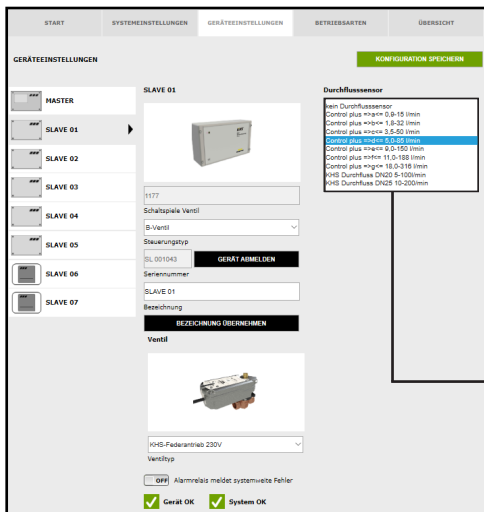 START
SYSTEMEINSTELLUNGEN
GERÄTEEINSTELLUNGEN
BETRIEBSARTEN
ÜBERSICHT
GERÄTEEINSTELLUNGEN
KONFIGURATION SPEICHERN
MASTER
SLAVE 01
SLAVE 02
SLAVE 03
SLAVE 04
SLAVE 05
SLAVE 06
SLAVE 07
SLAVE 01
1177
Schaltspiele Ventil
B-Ventil
Steuerungstyp
SL 001043
GERÄT ABMELDEN
Seriennummer
SLAVE 01
Bezeichnung
BEZEICHNUNG ÜBERNEHMEN
Ventil
KHS-Federantrieb 230V
Ventiltyp
OFF Alarmrelais meldet systemweite Fehler
Gerät OK
System OK
Durchflusssensor
kein Durchflusssensor
Control plus =>a<= 0,9-15 l/min
Control plus =>b<= 1,8-32 l/min
Control plus =>c<= 3,5-50 l/min
Control plus =>d<= 5,0-85 l/min
Control plus =>e<= 9,0-150 l/min
Control plus =>f<= 11,0-188 l/min
Control plus =>g<= 18,0-316 l/min
KHS Durchfluss DN20 5-100l/min
KHS Durchfluss DN25 10-200l/min